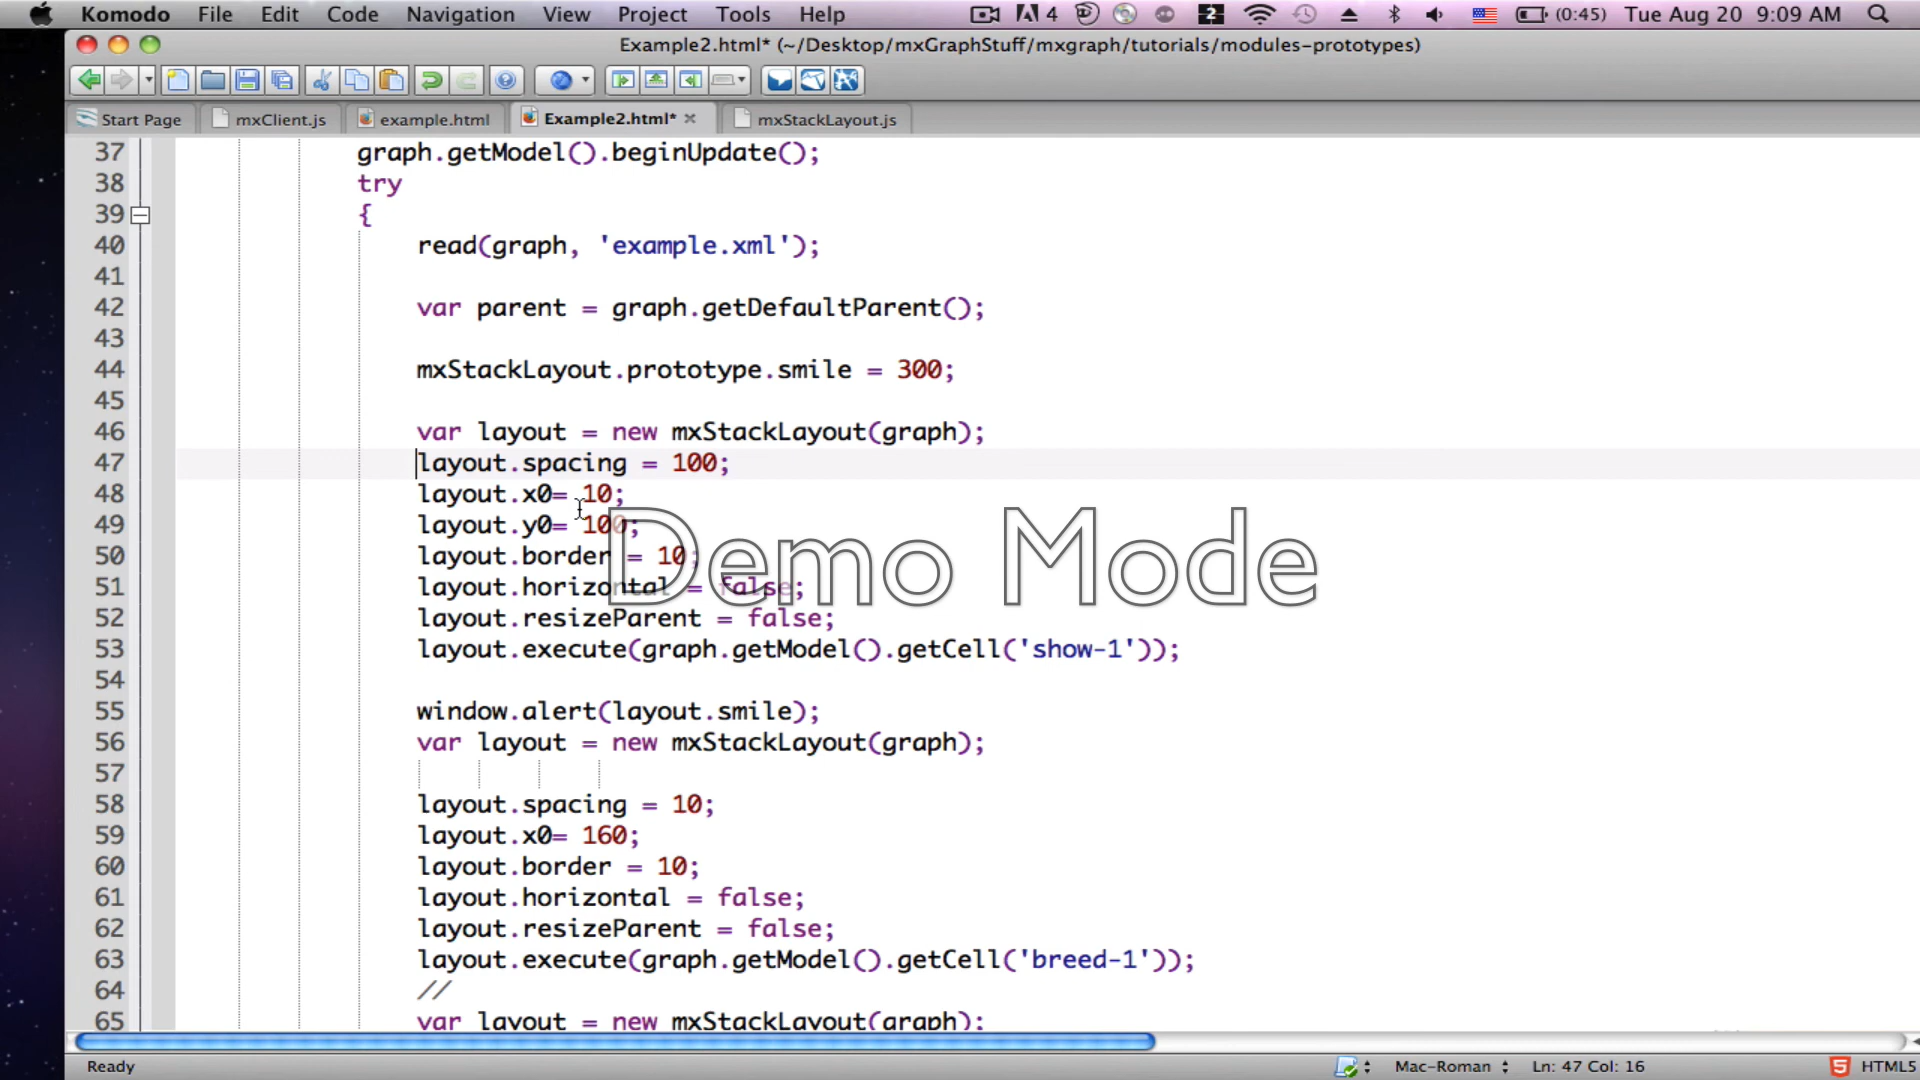 Komodo File Edit Code Navigation View Project Tools Help 4 2 (0:45) Tue Aug 20 9:09 AM
Example2.html* (~/Desktop/mxGraphStuff/mxgraph/tutorials/modules-prototypes)
Start Page mxClient.js example.html Example2.html* mxStackLayout.js
37 graph.getModel().beginUpdate();
38 try
39 {
40 read(graph, 'example.xml');
41
42 var parent = graph.getDefaultParent();
43
44 mxStackLayout.prototype.smile = 300;
45
46 var layout = new mxStackLayout(graph);
47 layout.spacing = 100;
48 layout.x0= 10;
49 layout.y0= 100;
50 layout.border = 10;
51 layout.horizontal = false;
52 layout.resizeParent = false;
53 layout.execute(graph.getModel().getCell('show-1'));
54
55 window.alert(layout.smile);
56 var layout = new mxStackLayout(graph);
57
58 layout.spacing = 10;
59 layout.x0= 160;
60 layout.border = 10;
61 layout.horizontal = false;
62 layout.resizeParent = false;
63 layout.execute(graph.getModel().getCell('breed-1'));
64 //
65 var layout = new mxStackLayout(graph);
Demo Mode
Ready Mac-Roman Ln: 47 Col: 16 HTML5